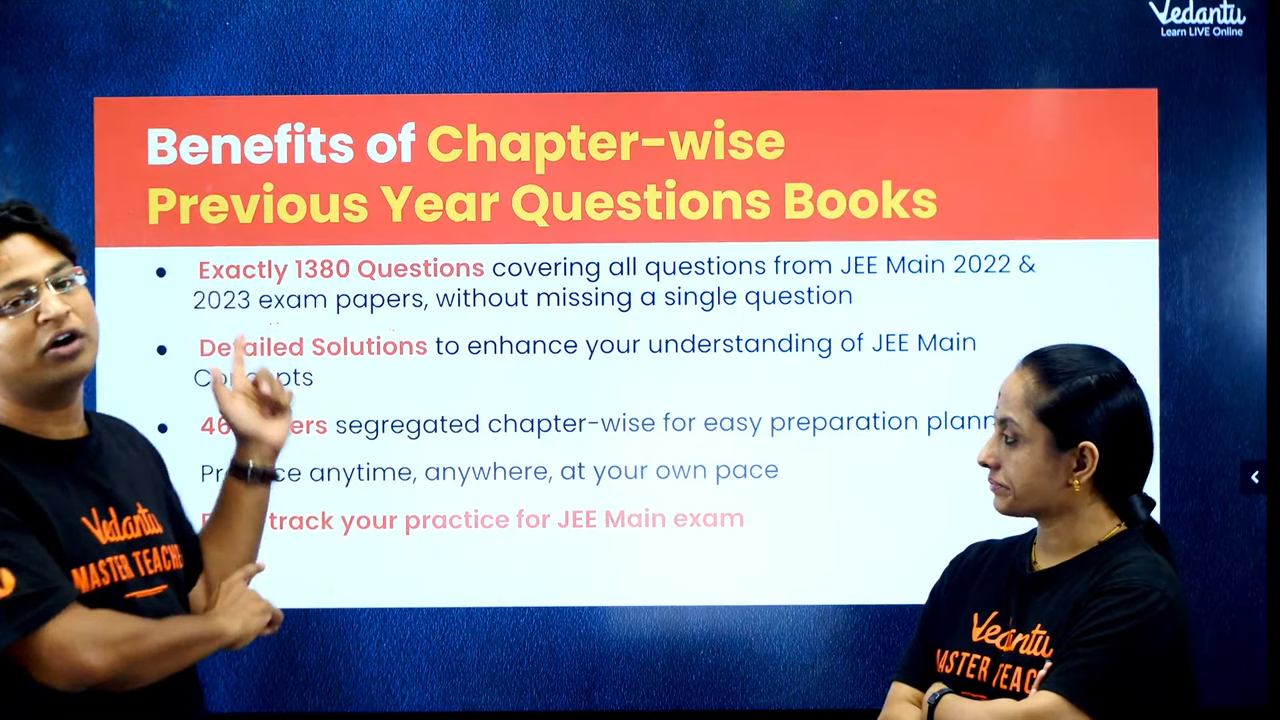 Vedantu
Learn LIVE Online
Benefits of Chapter-wise
Previous Year Questions Books
Exactly 1380 Questions covering all questions from JEE Main 2022 &
2023 exam papers, without missing a single question
Detailed Solutions to enhance your understanding of JEE Main
segregated chapter-wise for easy preparation
anytime, anywhere, at your own pace
track your practice for JEE Main exam
Vedantu
MASTER TEACHE
Vedantu
MASTER TEAC